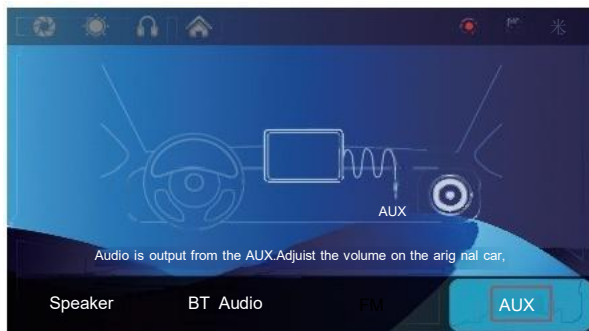 AUX
Audio is output from the AUX.Adjuist the volume on the arig nal car,
Speaker BT Audio FM AUX